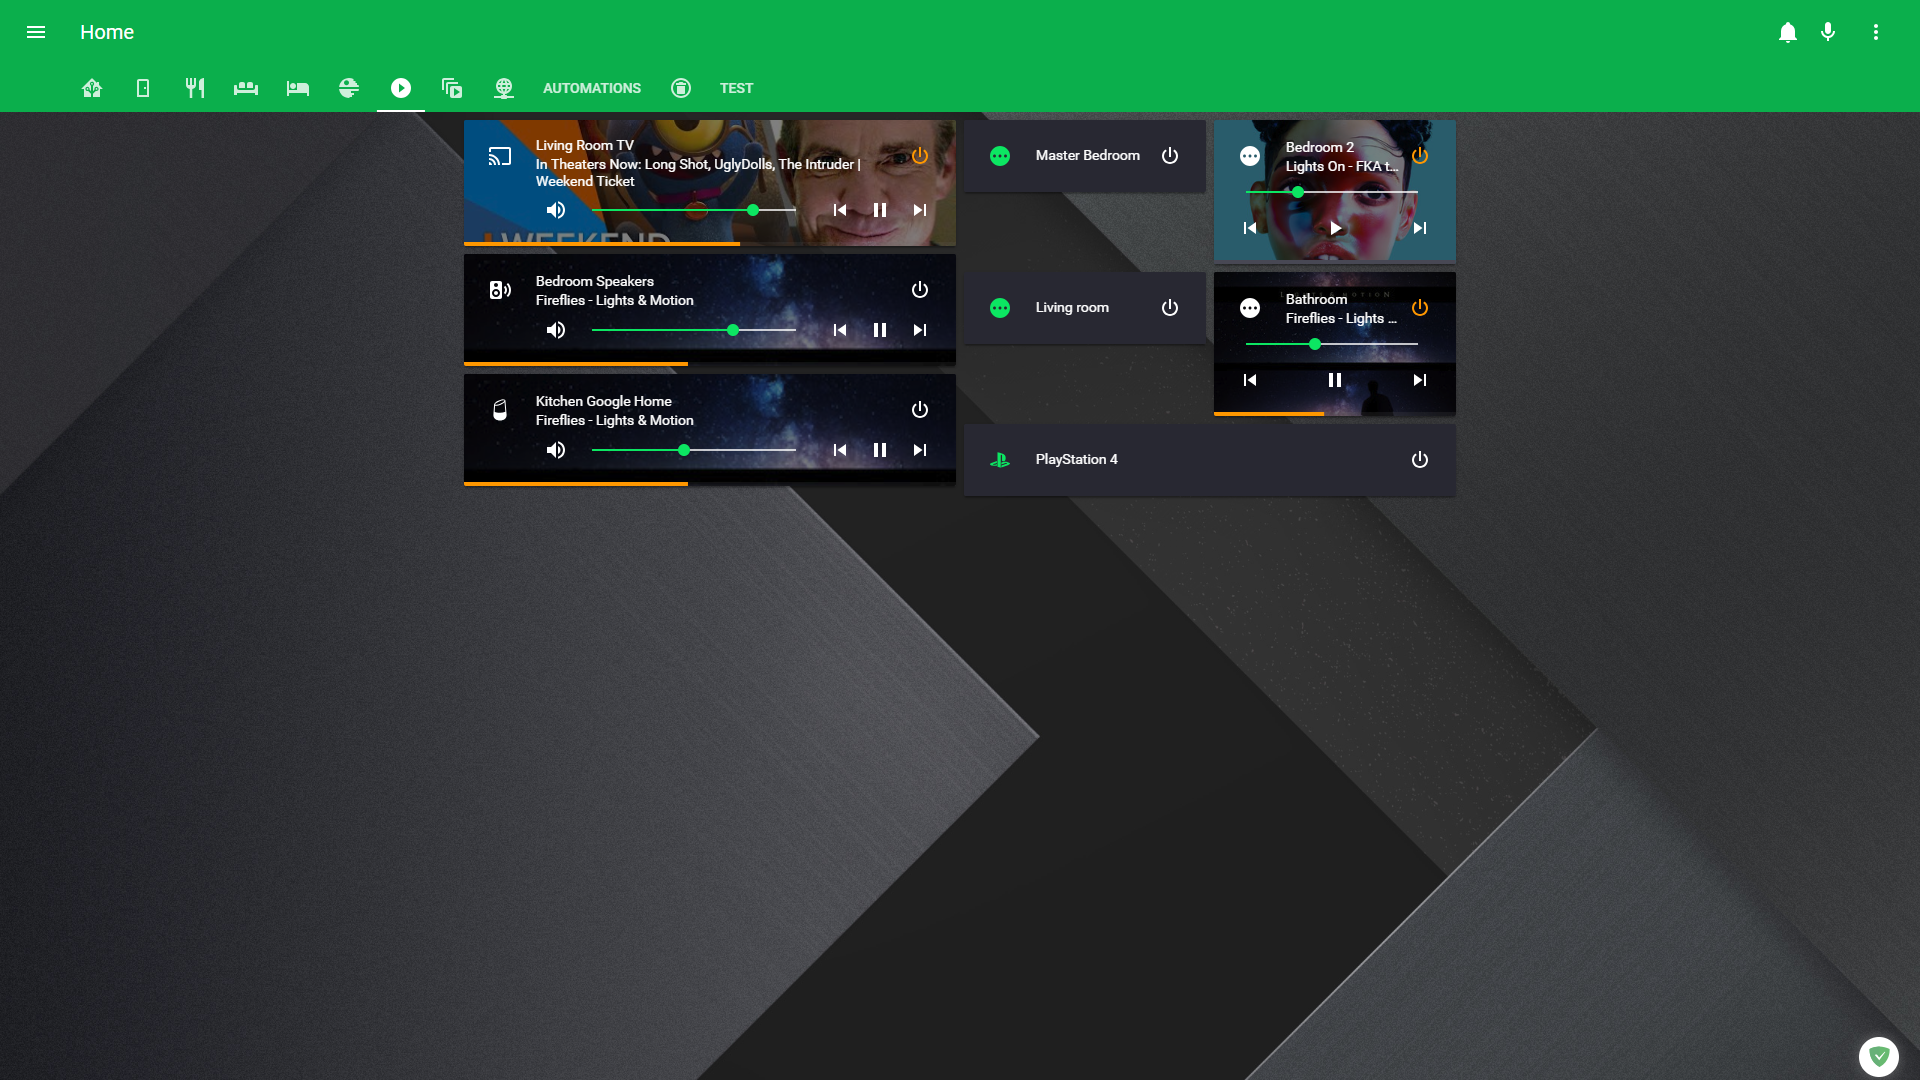 Home
AUTOMATIONS
TEST
Living Room TV
In Theaters Now: Long Shot, UglyDolls, The Intruder |
Weekend Ticket
WEEKEND
Bedroom Speakers
Fireflies - Lights & Motion
Kitchen Google Home
Fireflies - Lights & Motion
Master Bedroom
Bedroom 2
Lights On - FKA t...
Living room
Bathroom
Fireflies - Lights ...
PlayStation 4